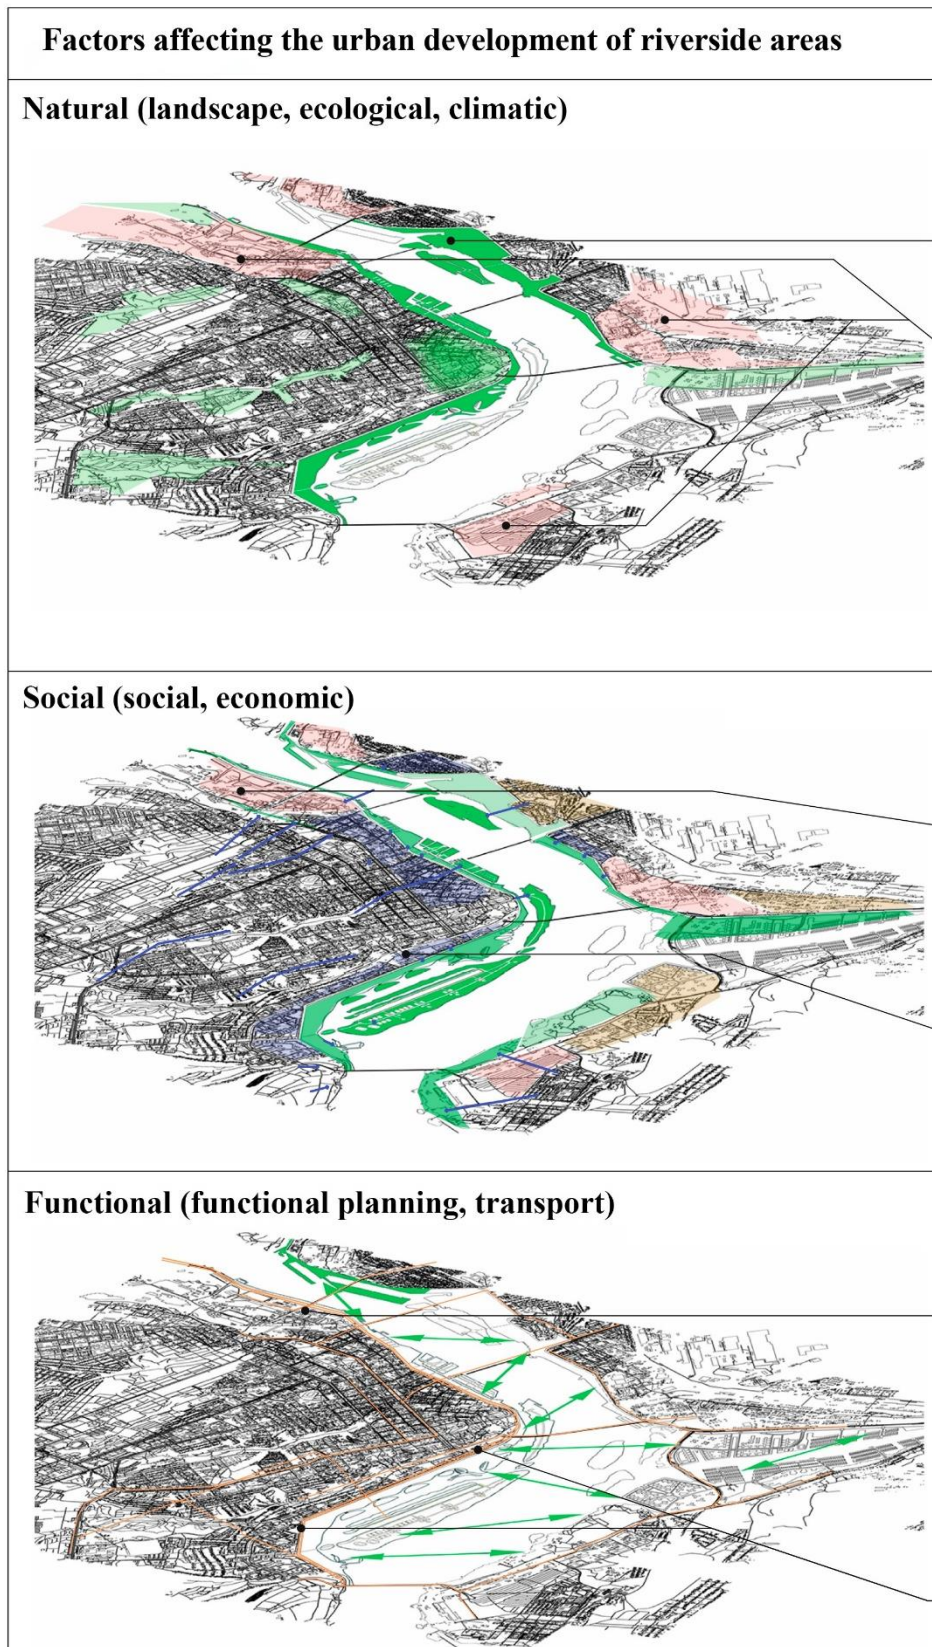 Factors affecting the urban development of riverside areas
Natural (landscape, ecological, climatic)
Social (social, economic)
Functional (functional planning, transport)